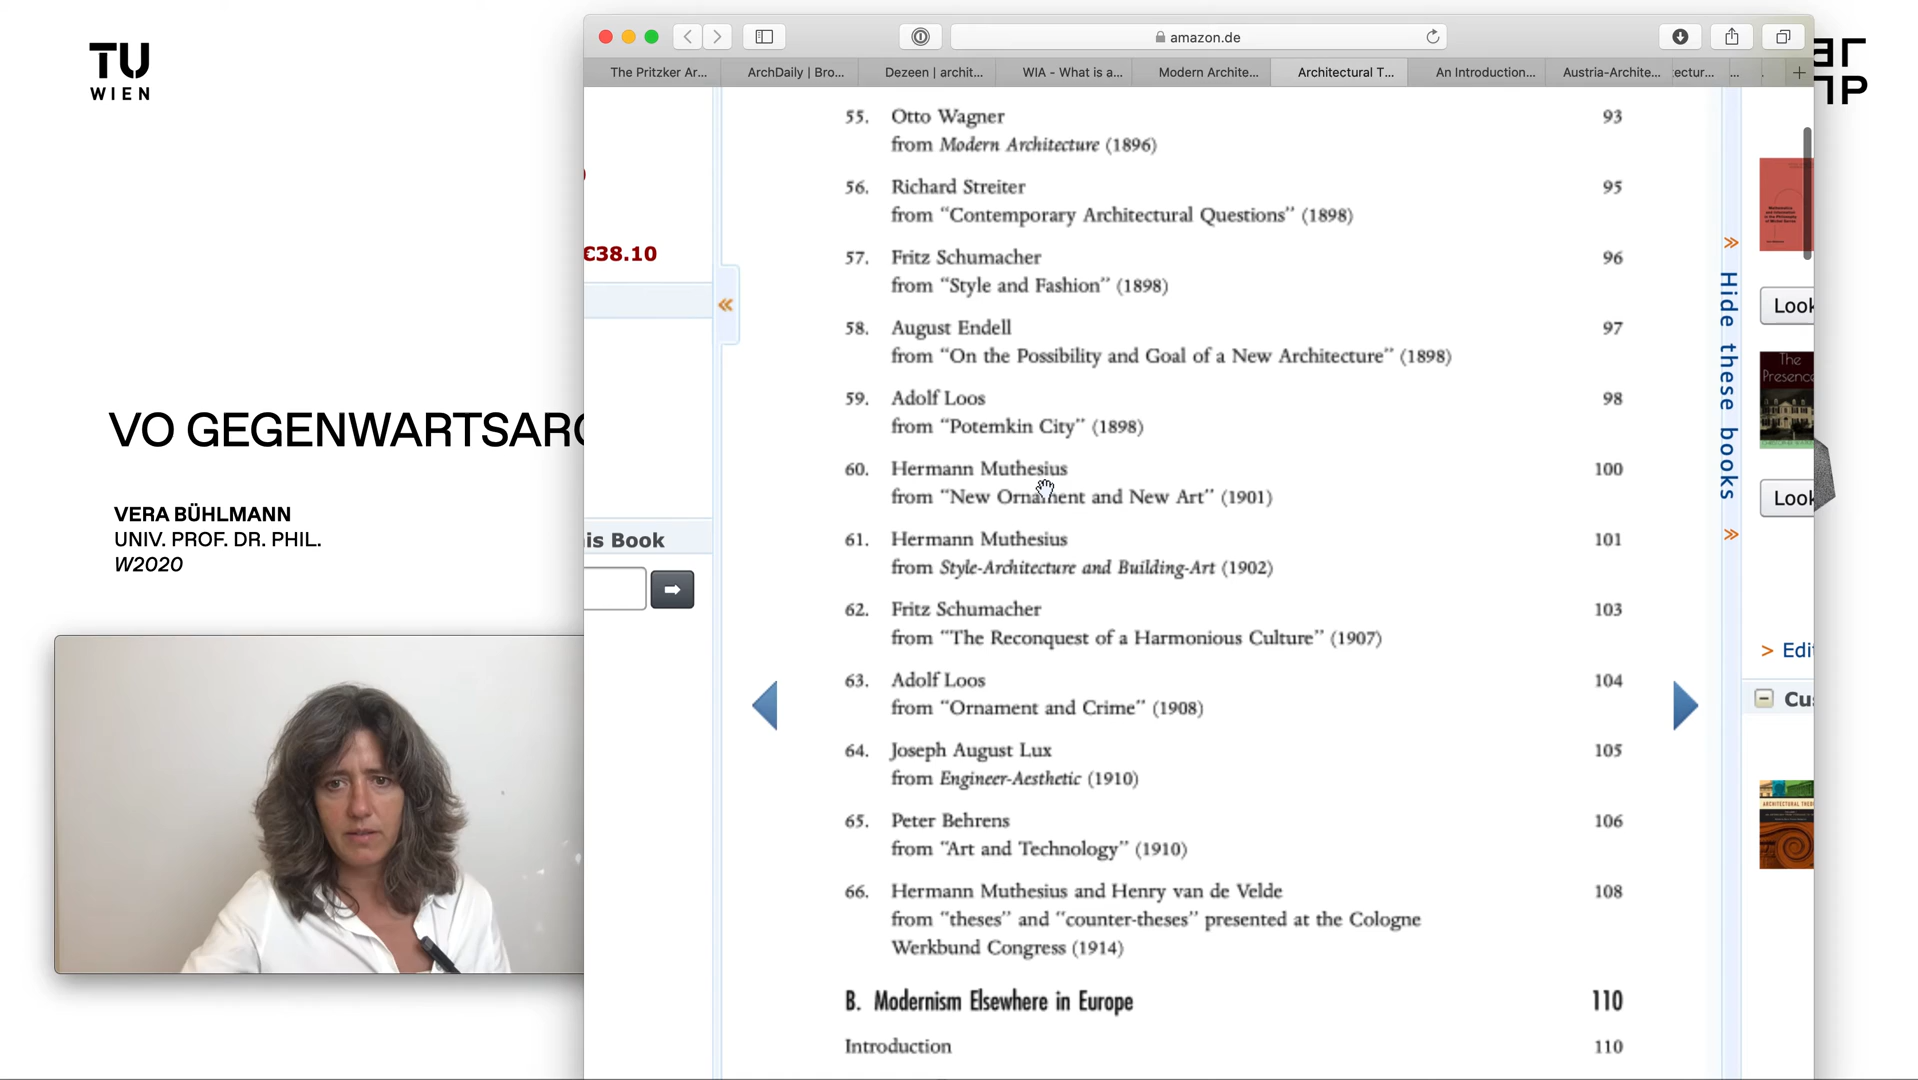 TU
WIEN
VO GEGENWARTSARC
VERA BÜHLMANN
UNIV. PROF. DR. PHIL.
W2020
amazon.de
The Pritzker Ar...
ArchDaily | Bro...
Dezeen | archit...
WIA - What is a...
Modern Archite...
Architectural T...
An Introduction...
Austria-Archite...
tectur...
€38.10
is Book
55. Otto Wagner 93
from Modern Architecture (1896)
56. Richard Streiter 95
from “Contemporary Architectural Questions” (1898)
57. Fritz Schumacher 96
from “Style and Fashion” (1898)
58. August Endell 97
from “On the Possibility and Goal of a New Architecture” (1898)
59. Adolf Loos 98
from “Potemkin City” (1898)
60. Hermann Muthesius 100
from “New Ornament and New Art” (1901)
61. Hermann Muthesius 101
from Style-Architecture and Building-Art (1902)
62. Fritz Schumacher 103
from “The Reconquest of a Harmonious Culture” (1907)
63. Adolf Loos 104
from “Ornament and Crime” (1908)
64. Joseph August Lux 105
from Engineer-Aesthetic (1910)
65. Peter Behrens 106
from “Art and Technology” (1910)
66. Hermann Muthesius and Henry van de Velde 108
from “theses” and “counter-theses” presented at the Cologne
Werkbund Congress (1914)
B. Modernism Elsewhere in Europe 110
Introduction 110
Hide these books
Look
The
Presence
Look
> Edi
Cus
ARCHITECTURAL THE